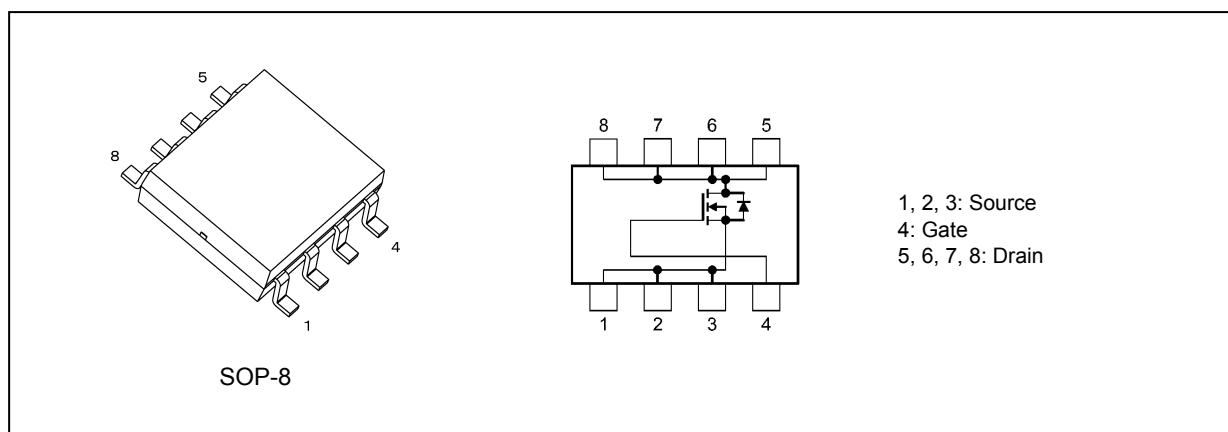 5
8
4
1
SOP-8
8 7 6 5
1 2 3 4
1, 2, 3: Source
4: Gate
5, 6, 7, 8: Drain